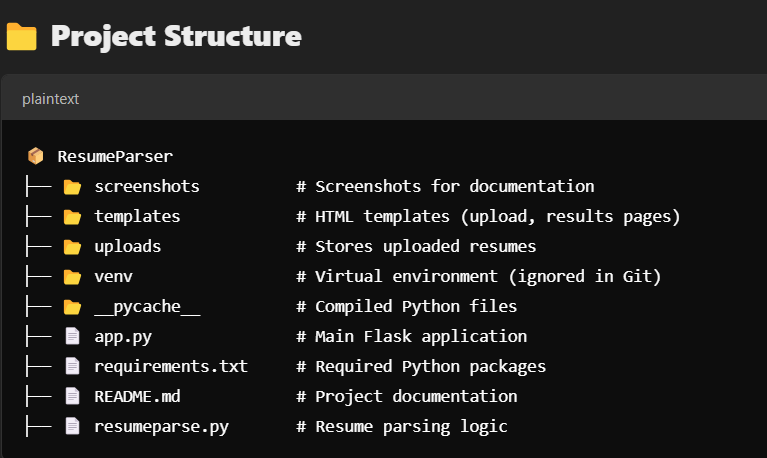 Project Structure
plaintext
ResumeParser
├── screenshots # Screenshots for documentation
├── templates # HTML templates (upload, results pages)
├── uploads # Stores uploaded resumes
├── venv # Virtual environment (ignored in Git)
├── __pycache__ # Compiled Python files
├── app.py # Main Flask application
├── requirements.txt # Required Python packages
├── README.md # Project documentation
├── resumeparse.py # Resume parsing logic